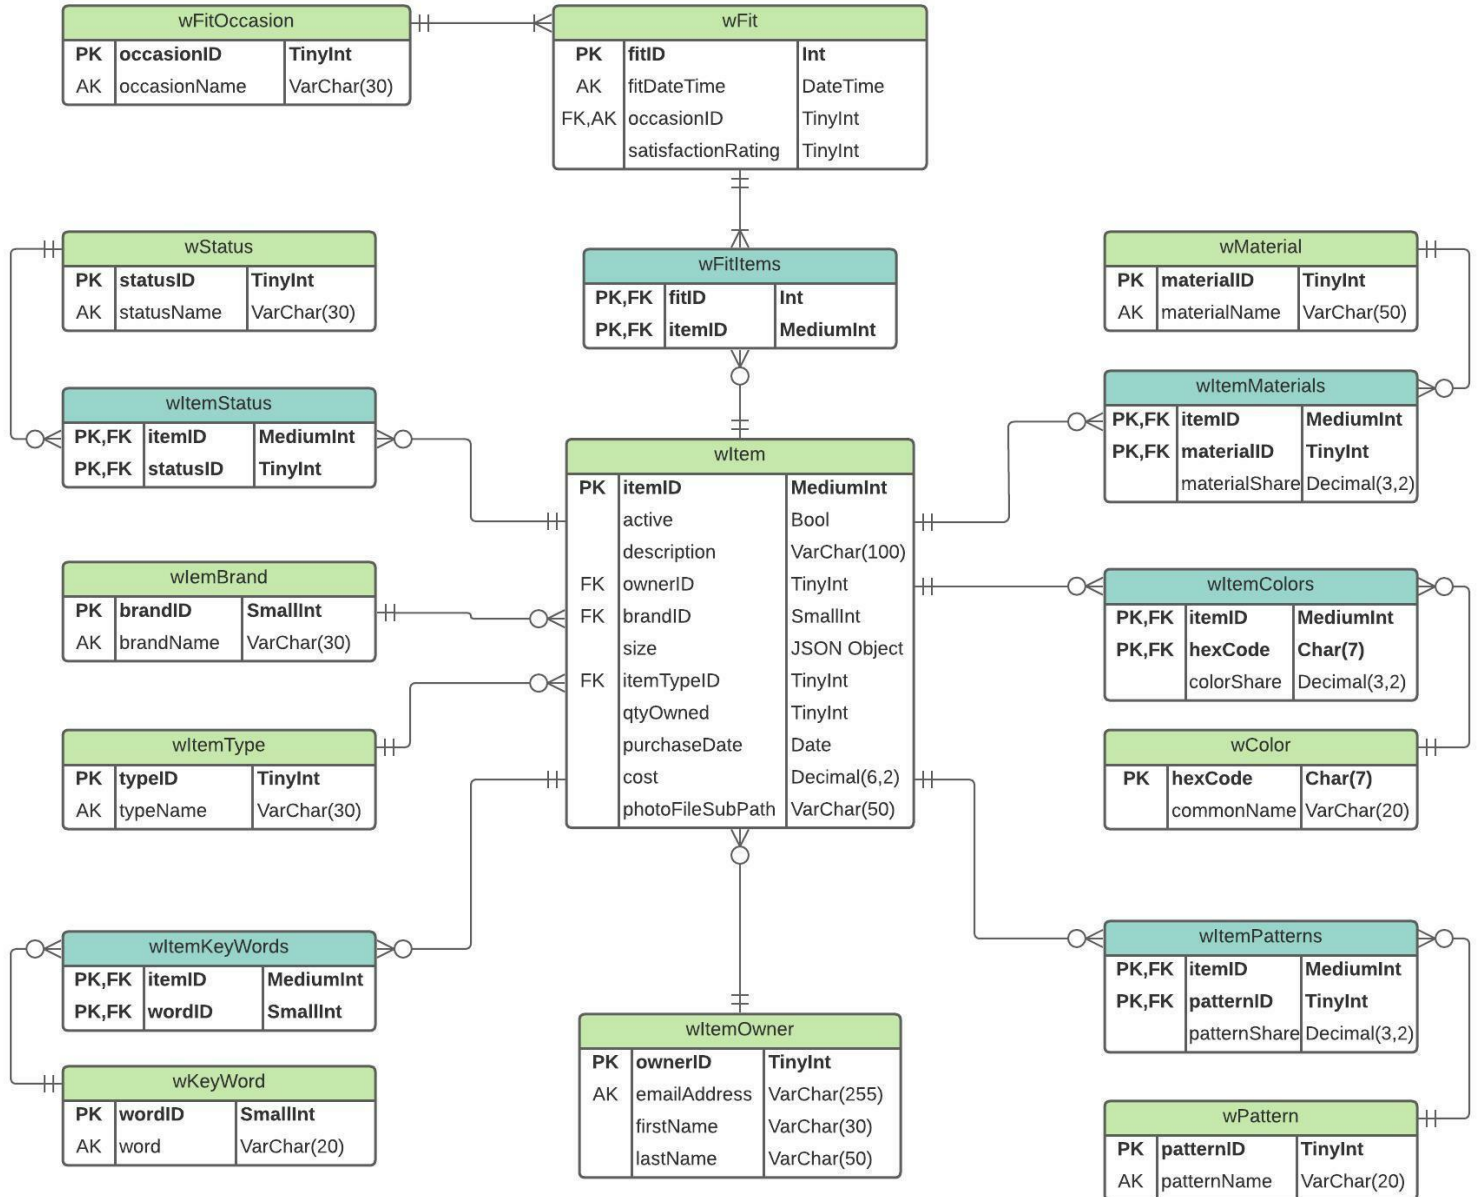 wFitOccasion
PK occasionID TinyInt
AK occasionName VarChar(30)
wFit
PK fitID Int
AK fitDateTime DateTime
FK,AK occasionID TinyInt
satisfactionRating TinyInt
wStatus
PK statusID TinyInt
AK statusName VarChar(30)
wFitItems
PK,FK fitID Int
PK,FK itemID MediumInt
wMaterial
PK materialID TinyInt
AK materialName VarChar(50)
wItemStatus
PK,FK itemID MediumInt
PK,FK statusID TinyInt
wItemMaterials
PK,FK itemID MediumInt
PK,FK materialID TinyInt
materialShare Decimal(3,2)
wItem
PK itemID MediumInt
active Bool
description VarChar(100)
FK ownerID TinyInt
FK brandID SmallInt
size JSON Object
FK itemTypeID TinyInt
qtyOwned TinyInt
purchaseDate Date
cost Decimal(6,2)
photoFileSubPath VarChar(50)
wIemBrand
PK brandID SmallInt
AK brandName VarChar(30)
wItemColors
PK,FK itemID MediumInt
PK,FK hexCode Char(7)
colorShare Decimal(3,2)
wItemType
PK typeID TinyInt
AK typeName VarChar(30)
wColor
PK hexCode Char(7)
commonName VarChar(20)
wItemKeyWords
PK,FK itemID MediumInt
PK,FK wordID SmallInt
wItemPatterns
PK,FK itemID MediumInt
PK,FK patternID TinyInt
patternShare Decimal(3,2)
wItemOwner
PK ownerID TinyInt
AK emailAddress VarChar(255)
firstName VarChar(30)
lastName VarChar(50)
wKeyWord
PK wordID SmallInt
AK word VarChar(20)
wPattern
PK patternID TinyInt
AK patternName VarChar(20)